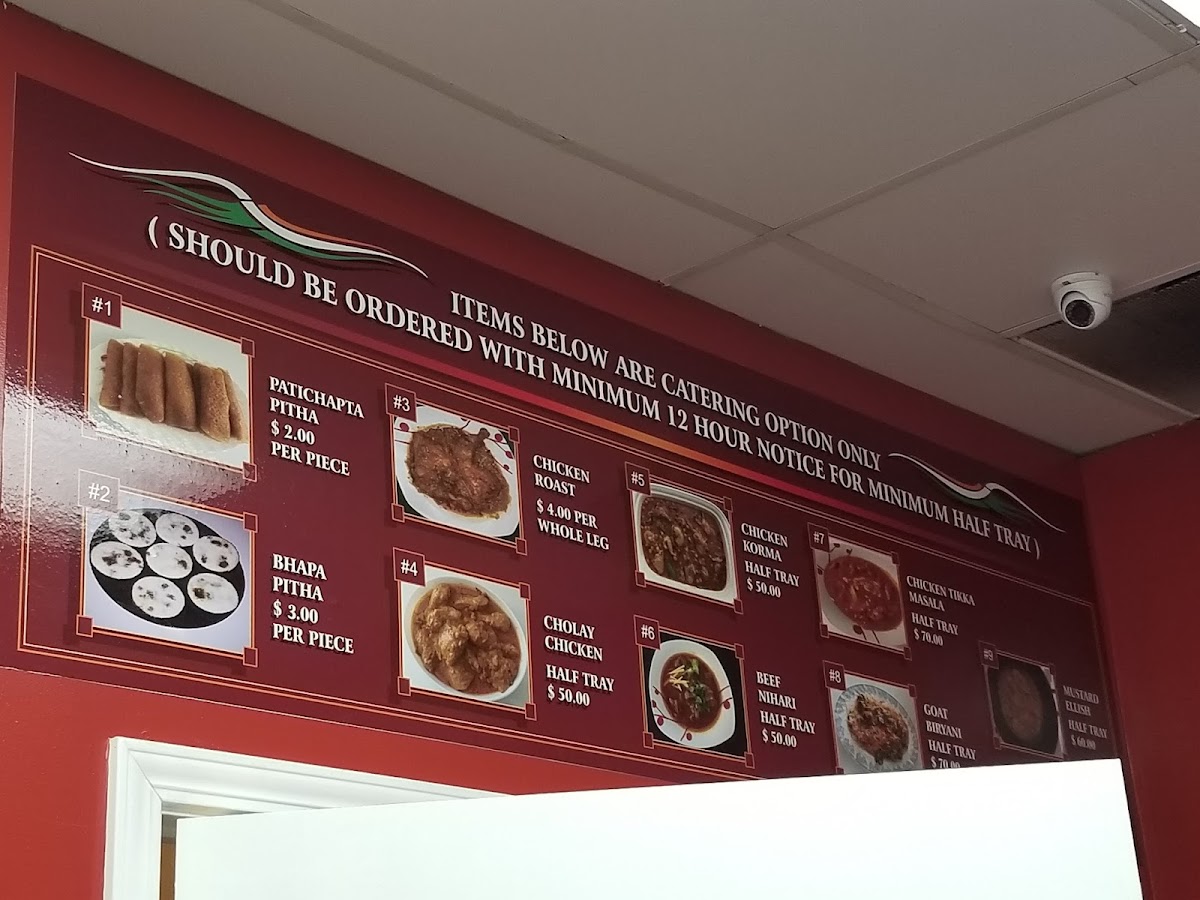 ITEMS BELOW ARE CATERING OPTION ONLY
( SHOULD BE ORDERED WITH MINIMUM 12 HOUR NOTICE FOR MINIMUM HALF TRAY )
#1
PATICHAPTA
PITHA
$ 2.00
PER PIECE
#2
BHAPA
PITHA
$ 3.00
PER PIECE
#3
CHICKEN
ROAST
$ 4.00 PER
WHOLE LEG
#4
CHOLAY
CHICKEN
HALF TRAY
$ 50.00
#5
CHICKEN
KORMA
HALF TRAY
$ 50.00
#6
BEEF
NIHARI
HALF TRAY
$ 50.00
#7
CHICKEN TIKKA
MASALA
HALF TRAY
$ 70.00
#8
GOAT
BIRYANI
HALF TRAY
$ 70.00
#9
MUSTARD
ELLISH
HALF TRAY
$ 60.00